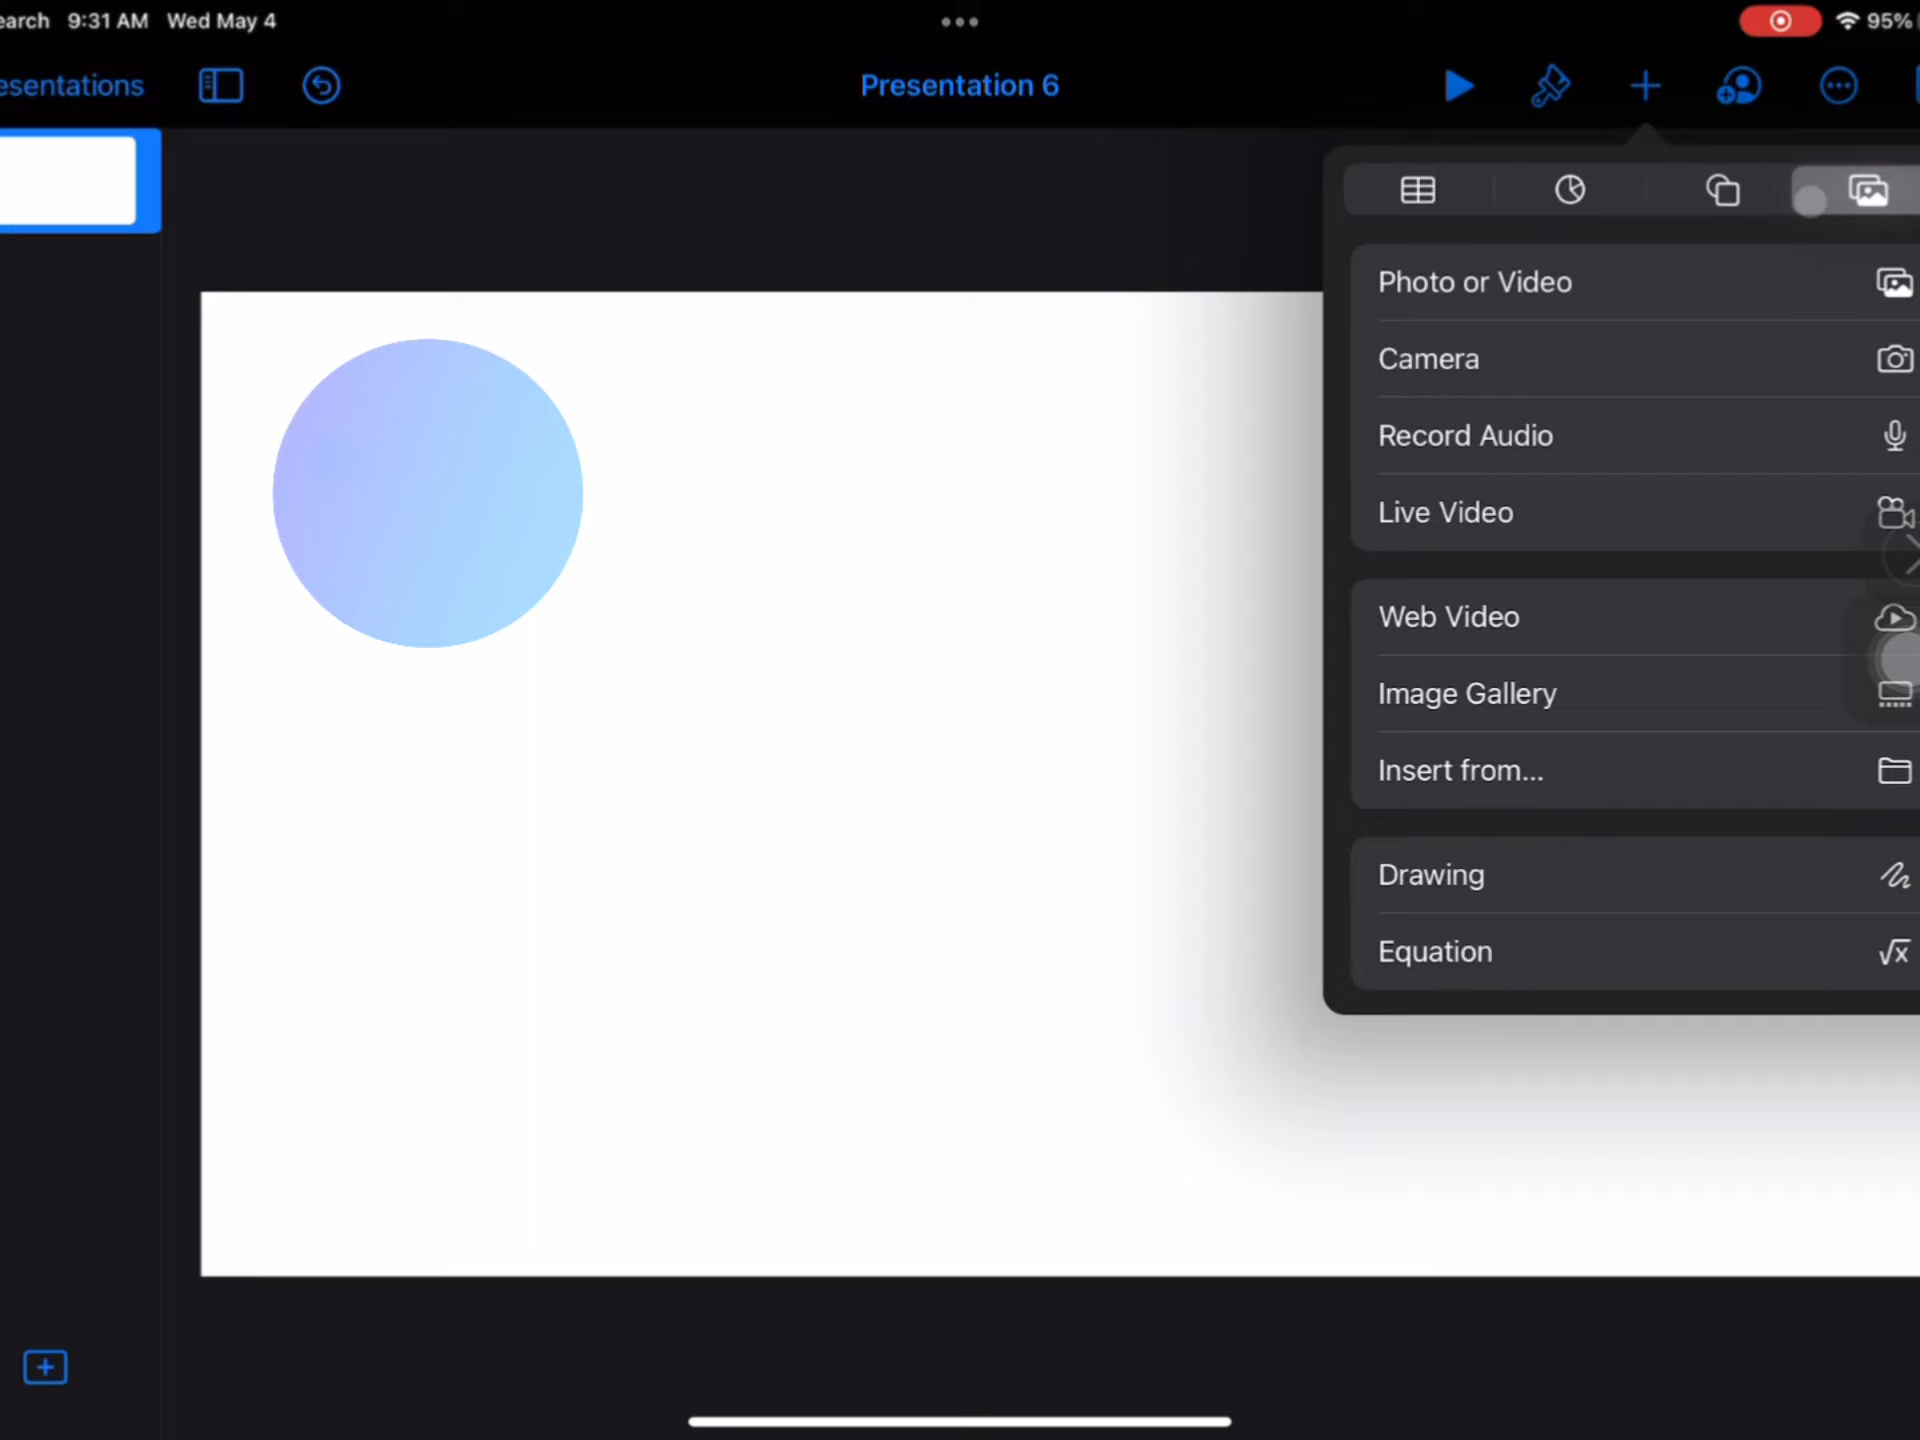 earch 9:31 AM Wed May 4 95%
esentations Presentation 6
Photo or Video
Camera
Record Audio
Live Video
Web Video
Image Gallery
Insert from...
Drawing
Equation